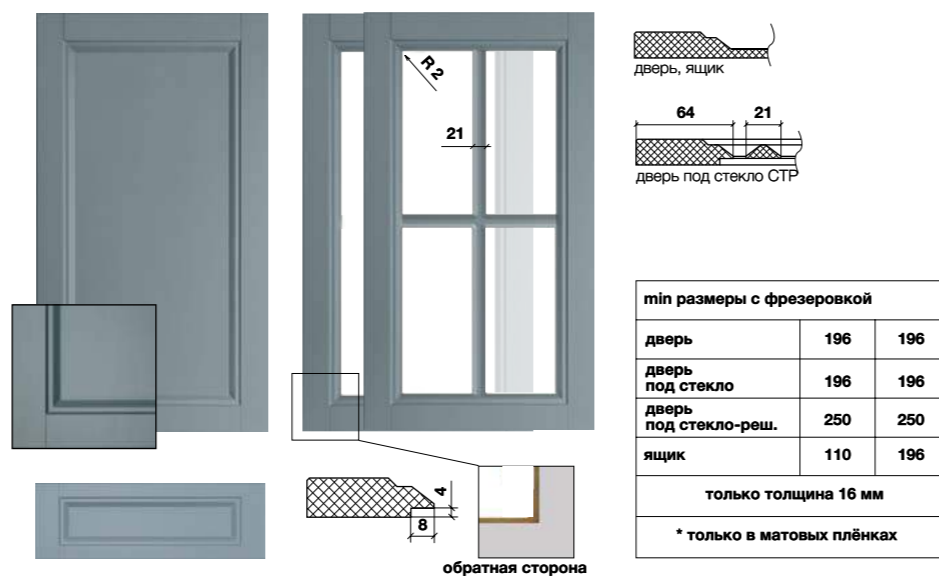 R 2
21
дверь, ящик
64 21
дверь под стекло СТР
min размеры с фрезеровкой
дверь 196 196
дверь
под стекло 196 196
дверь
под стекло-реш. 250 250
ящик 110 196
только толщина 16 мм
* только в матовых плёнках
4
8
обратная сторона